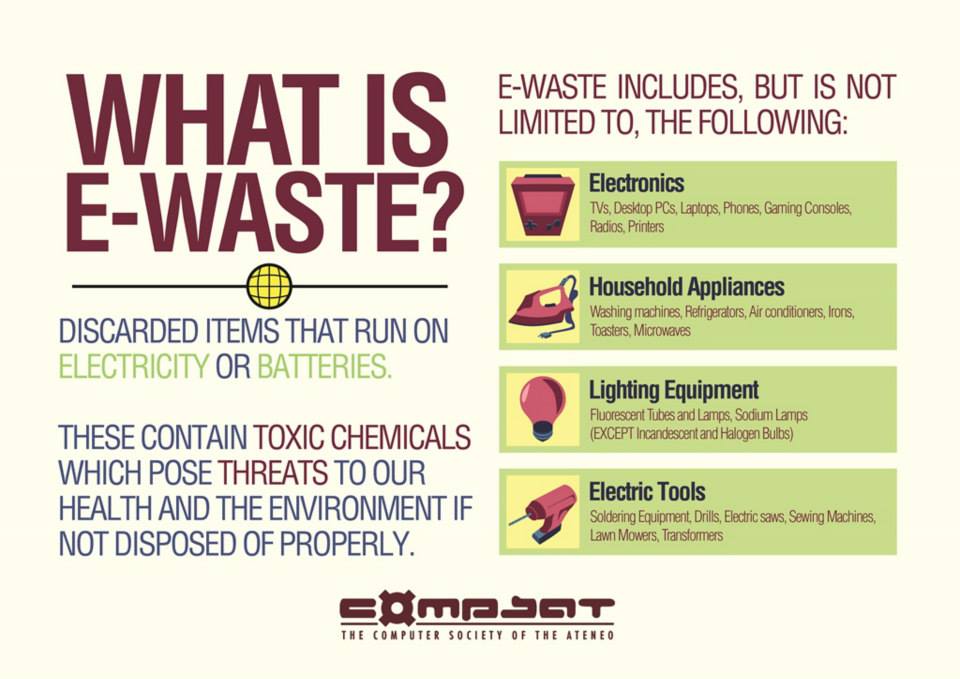 WHAT IS
E-WASTE?
DISCARDED ITEMS THAT RUN ON
ELECTRICITY OR BATTERIES.
THESE CONTAIN TOXIC CHEMICALS
WHICH POSE THREATS TO OUR
HEALTH AND THE ENVIRONMENT IF
NOT DISPOSED OF PROPERLY.
E-WASTE INCLUDES, BUT IS NOT
LIMITED TO, THE FOLLOWING:
Electronics
TVs, Desktop PCs, Laptops, Phones, Gaming Consoles,
Radios, Printers
Household Appliances
Washing machines, Refrigerators, Air conditioners, Irons,
Toasters, Microwaves
Lighting Equipment
Fluorescent Tubes and Lamps, Sodium Lamps
(EXCEPT Incandescent and Halogen Bulbs)
Electric Tools
Soldering Equipment, Drills, Electric saws, Sewing Machines,
Lawn Mowers, Transformers
COMPSAT
THE COMPUTER SOCIETY OF THE ATENEO